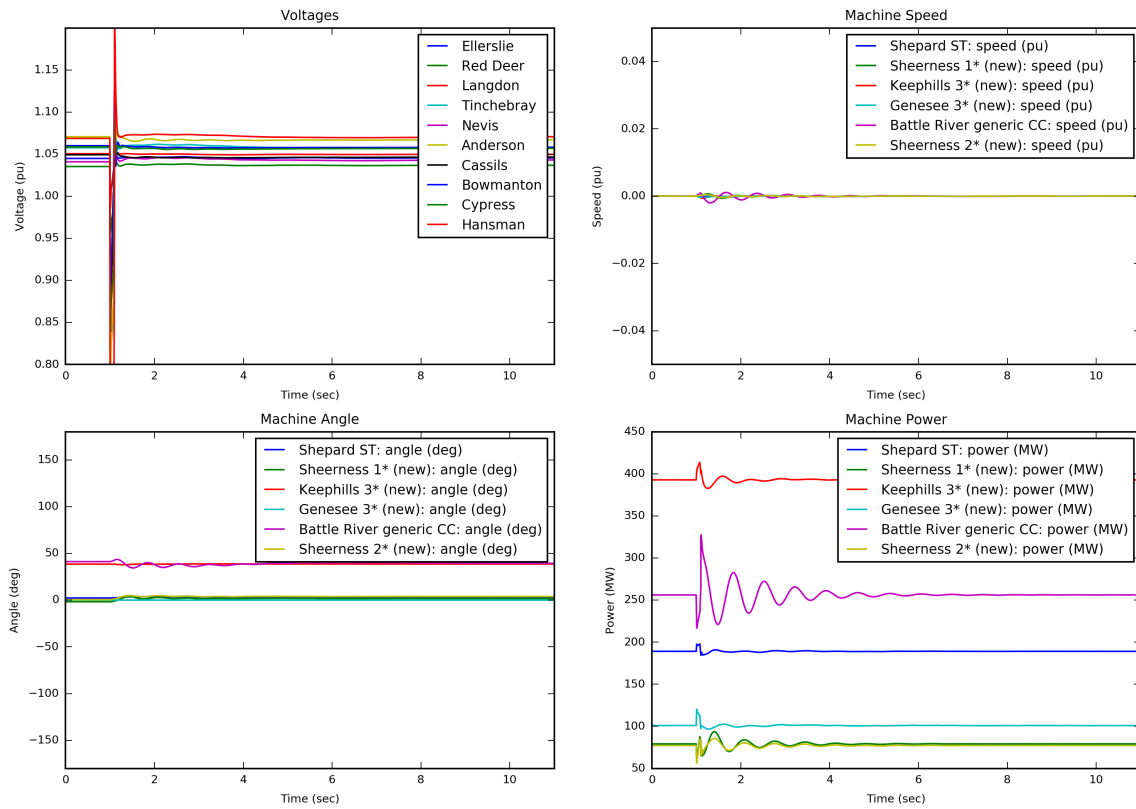 Voltages
1.15
1.10
1.05
1.00
0.95
0.90
0.85
0.80
Voltage (pu)
Ellerslie
Red Deer
Langdon
Tinchebray
Nevis
Anderson
Cassils
Bowmanton
Cypress
Hansman
0 2 4 6 8 10
Time (sec)
Machine Speed
0.04
0.02
0.00
−0.02
−0.04
Speed (pu)
Shepard ST: speed (pu)
Sheerness 1* (new): speed (pu)
Keephills 3* (new): speed (pu)
Genesee 3* (new): speed (pu)
Battle River generic CC: speed (pu)
Sheerness 2* (new): speed (pu)
0 2 4 6 8 10
Time (sec)
Machine Angle
150
100
50
0
−50
−100
−150
Angle (deg)
Shepard ST: angle (deg)
Sheerness 1* (new): angle (deg)
Keephills 3* (new): angle (deg)
Genesee 3* (new): angle (deg)
Battle River generic CC: angle (deg)
Sheerness 2* (new): angle (deg)
0 2 4 6 8 10
Time (sec)
Machine Power
450
400
350
300
250
200
150
100
50
Power (MW)
Shepard ST: power (MW)
Sheerness 1* (new): power (MW)
Keephills 3* (new): power (MW)
Genesee 3* (new): power (MW)
Battle River generic CC: power (MW)
Sheerness 2* (new): power (MW)
0 2 4 6 8 10
Time (sec)